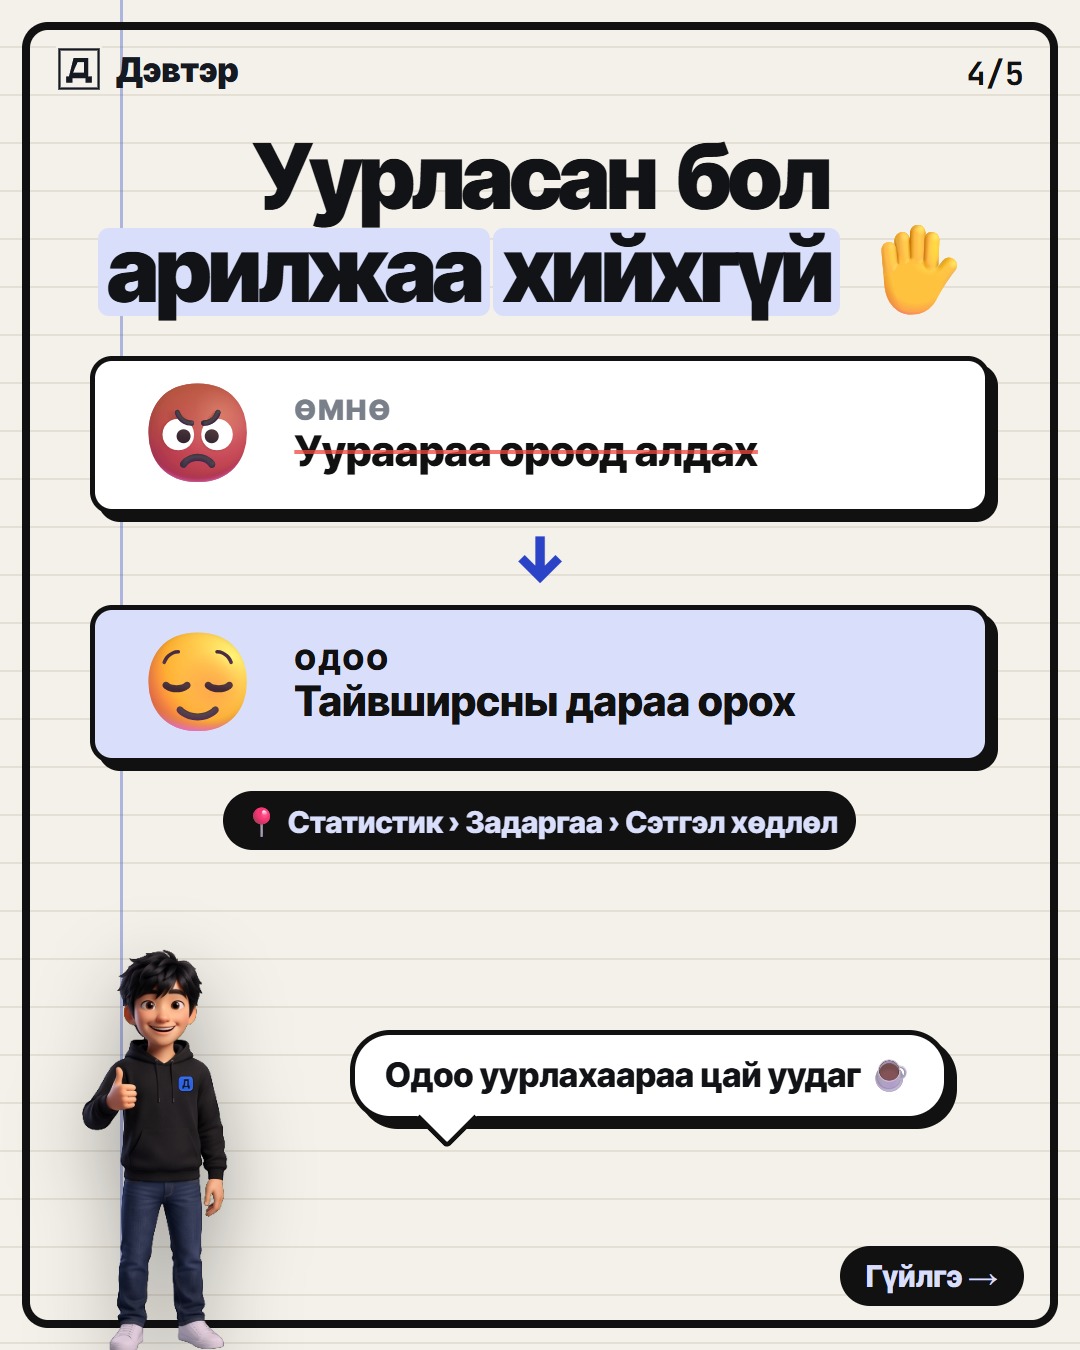 Д Дэвтэр
4/5
Уурласан бол
арилжаа хийхгүй
өмнө
Уураараа ороод алдах
↓
одоо
Тайвширсны дараа орох
Статистик › Задаргаа › Сэтгэл хөдлөл
Д
Одоо уурлахаараа цай уудаг
Гүйлгэ →